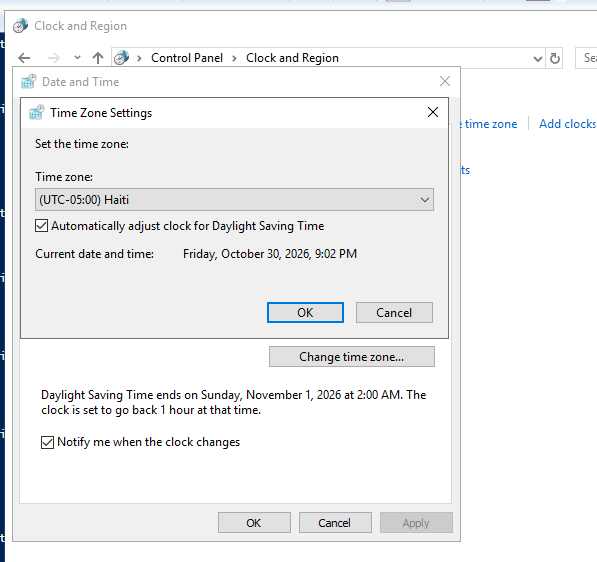 Clock and Region
Control Panel
Clock and Region
Date and Time
Time Zone Settings
Set the time zone:
time zone
Add clocks
Time zone:
(UTC-05:00) Haiti
Automatically adjust clock for Daylight Saving Time
Current date and time:
Friday, October 30, 2026, 9:02 PM
OK
Cancel
Change time zone...
Daylight Saving Time ends on Sunday, November 1, 2026 at 2:00 AM. The
clock is set to go back 1 hour at that time.
Notify me when the clock changes
OK
Cancel
Apply